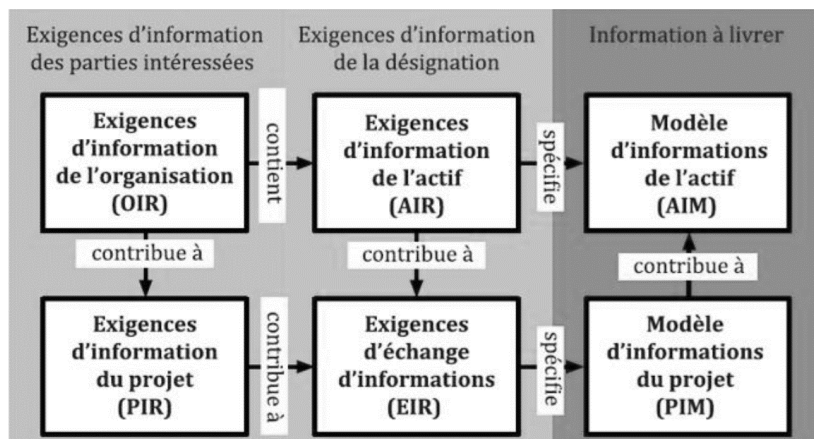 Exigences d'information
des parties intéressées
Exigences d'information
de la désignation
Information à livrer
Exigences
d'information
de l'organisation
(OIR)
contient
Exigences
d'information
de l'actif
(AIR)
spécifie
Modèle
d'informations
de l'actif
(AIM)
contribue à
contribue à
contribue à
Exigences
d'information
du projet
(PIR)
contribue à
Exigences
d'échange
d'informations
(EIR)
spécifie
Modèle
d'informations
du projet
(PIM)